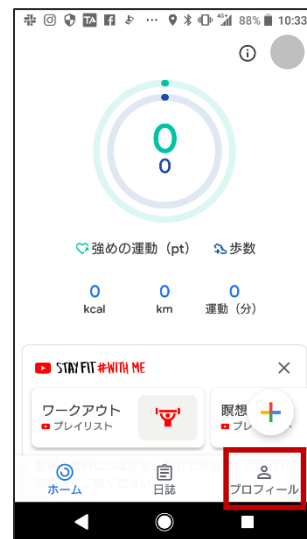 4G 88% 10:33
0
0
強めの運動（pt） 歩数
0 0 0
kcal km 運動（分）
STAY FIT #WITH ME
ワークアウト
プレイリスト
瞑想
プレ
ホーム 日誌 プロフィール